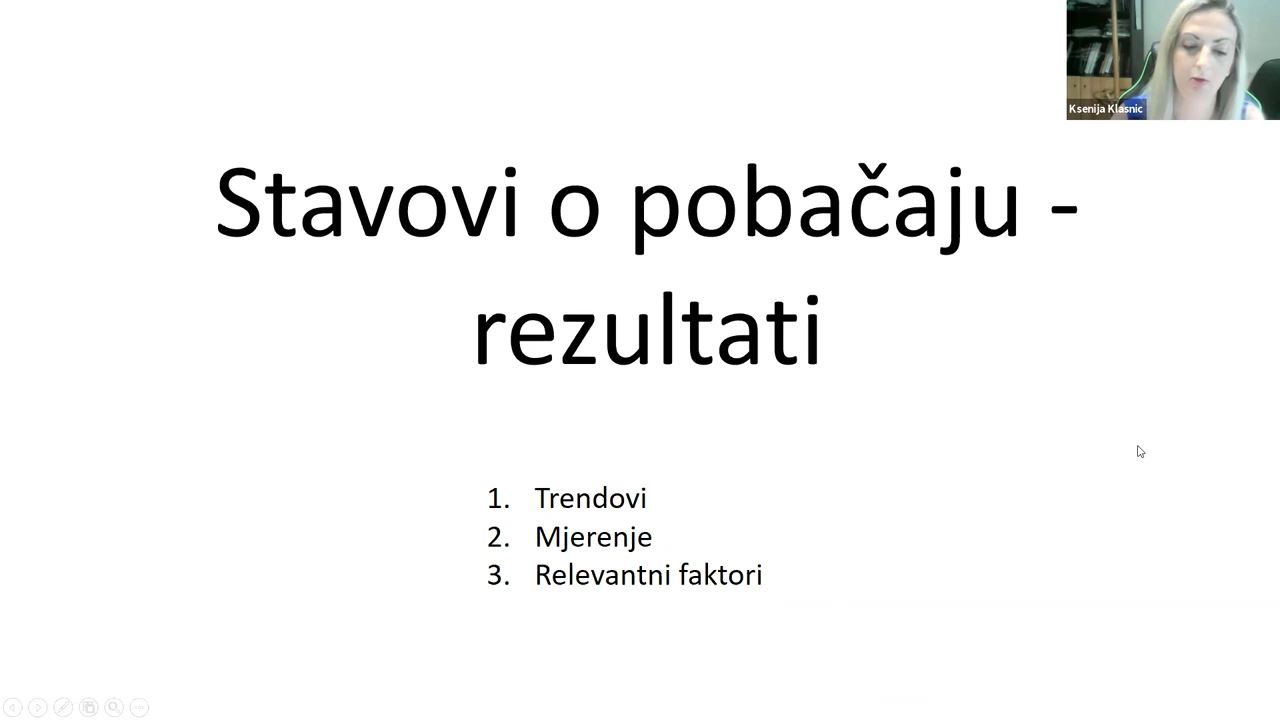 Ksenija Klasnic
Stavovi o pobačaju -
rezultati
1. Trendovi
2. Mjerenje
3. Relevantni faktori